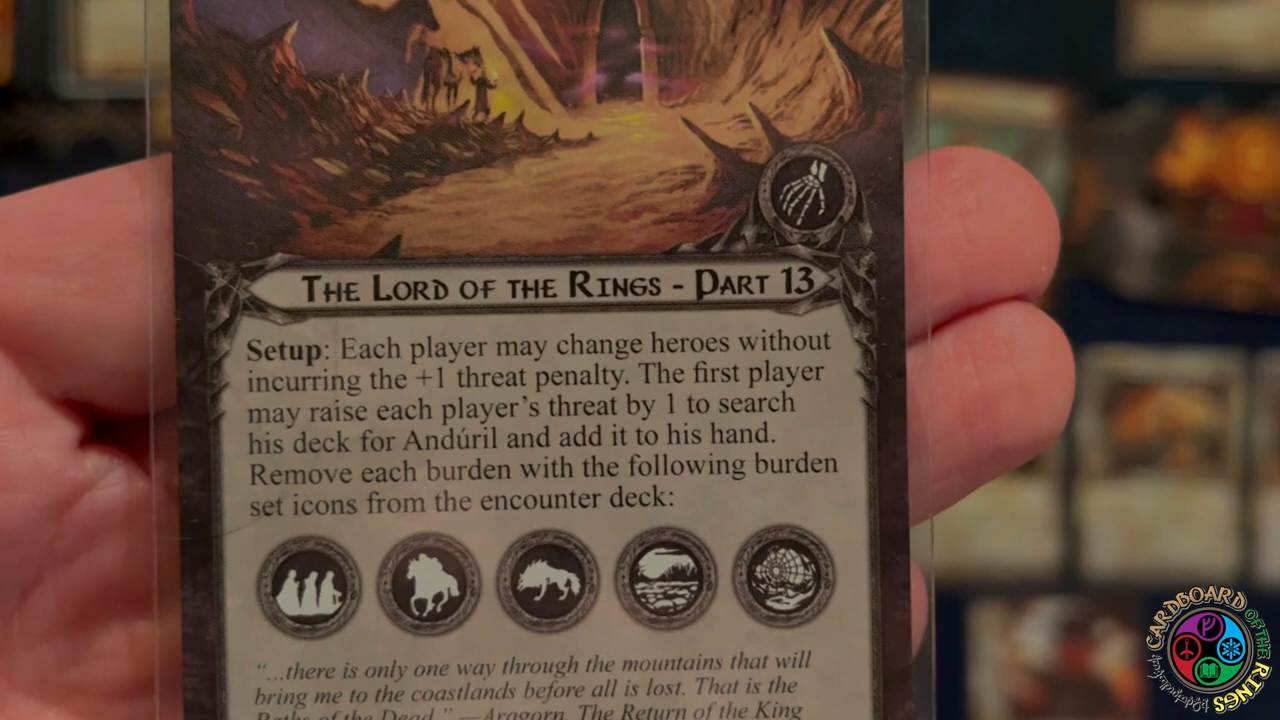 The Lord of the Rings - Part 13
Setup: Each player may change heroes without
incurring the +1 threat penalty. The first player
may raise each player's threat by 1 to search
his deck for Andúril and add it to his hand.
Remove each burden with the following burden
set icons from the encounter deck:
“...there is only one way through the mountains that will
bring me to the coastlands before all is lost. That is the
Paths of the Dead.” —Aragorn, The Return of the King
CARDBOARD OF THE RINGS